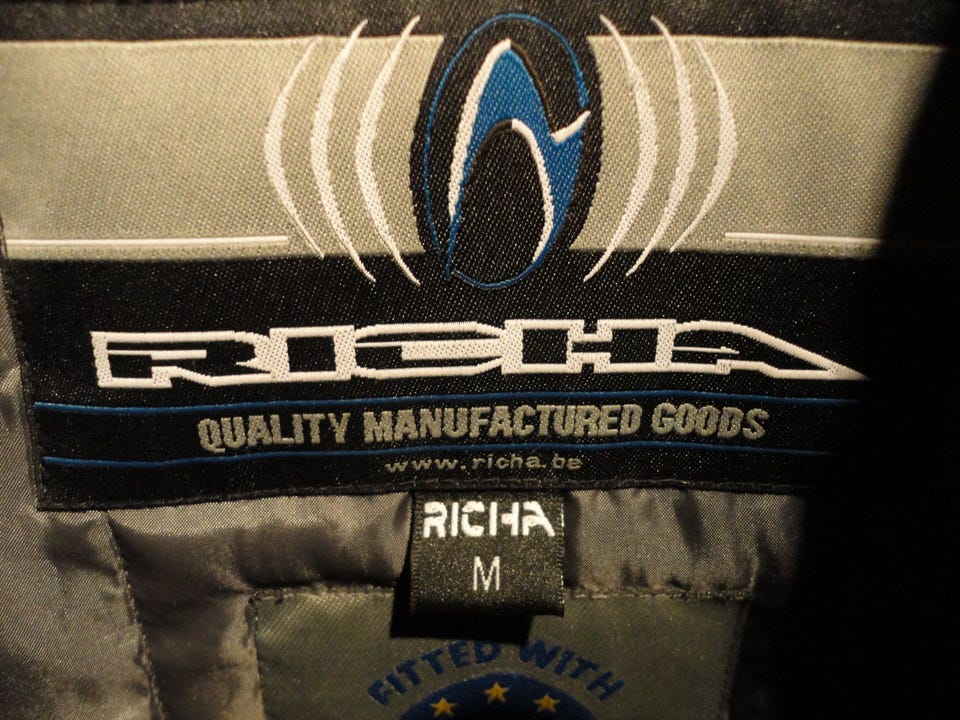 RICHA
QUALITY MANUFACTURED GOODS
www.richa.be
RICHA
M
FITTED WITH